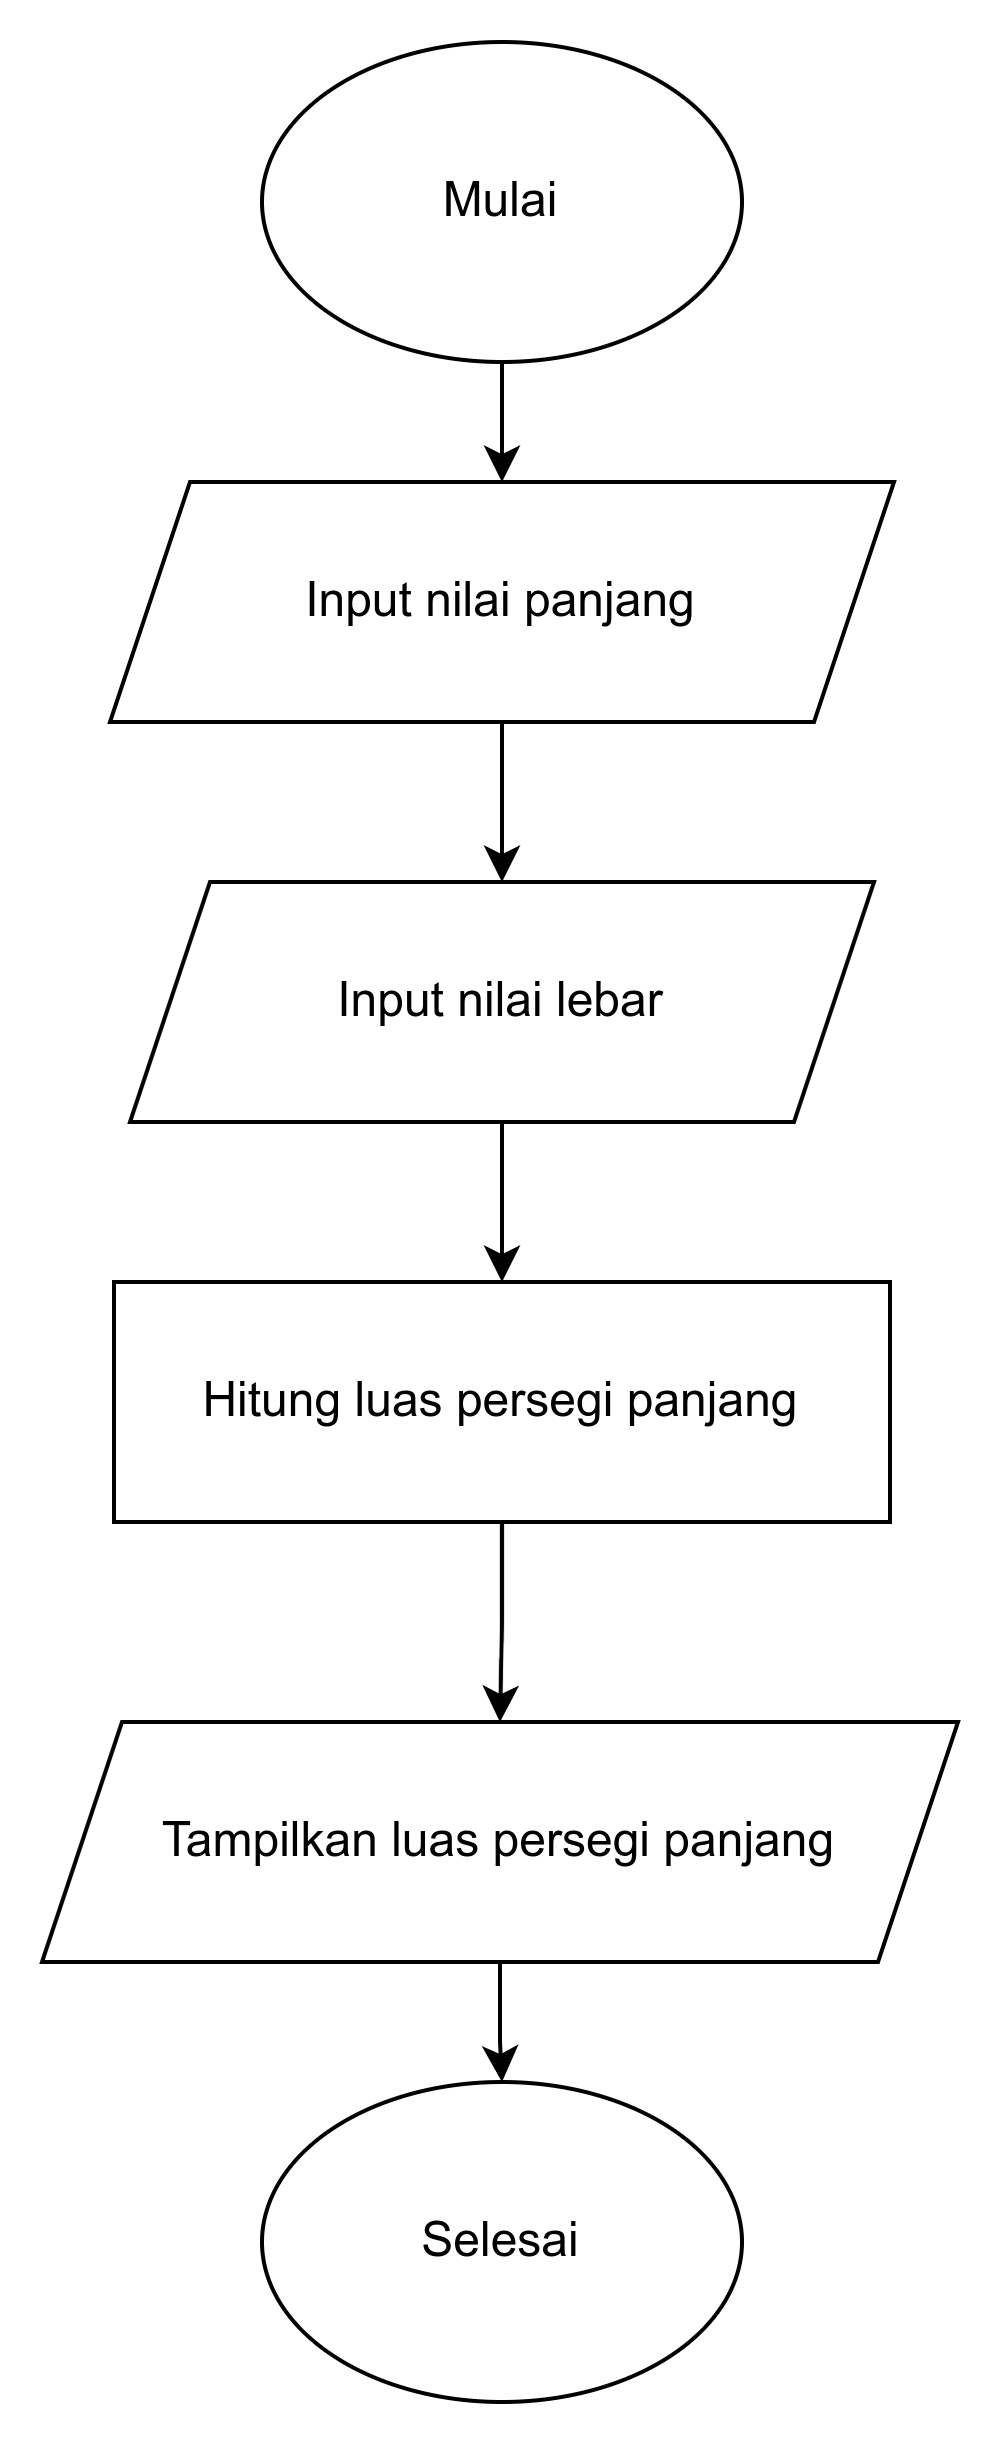 Mulai
Input nilai panjang
Input nilai lebar
Hitung luas persegi panjang
Tampilkan luas persegi panjang
Selesai